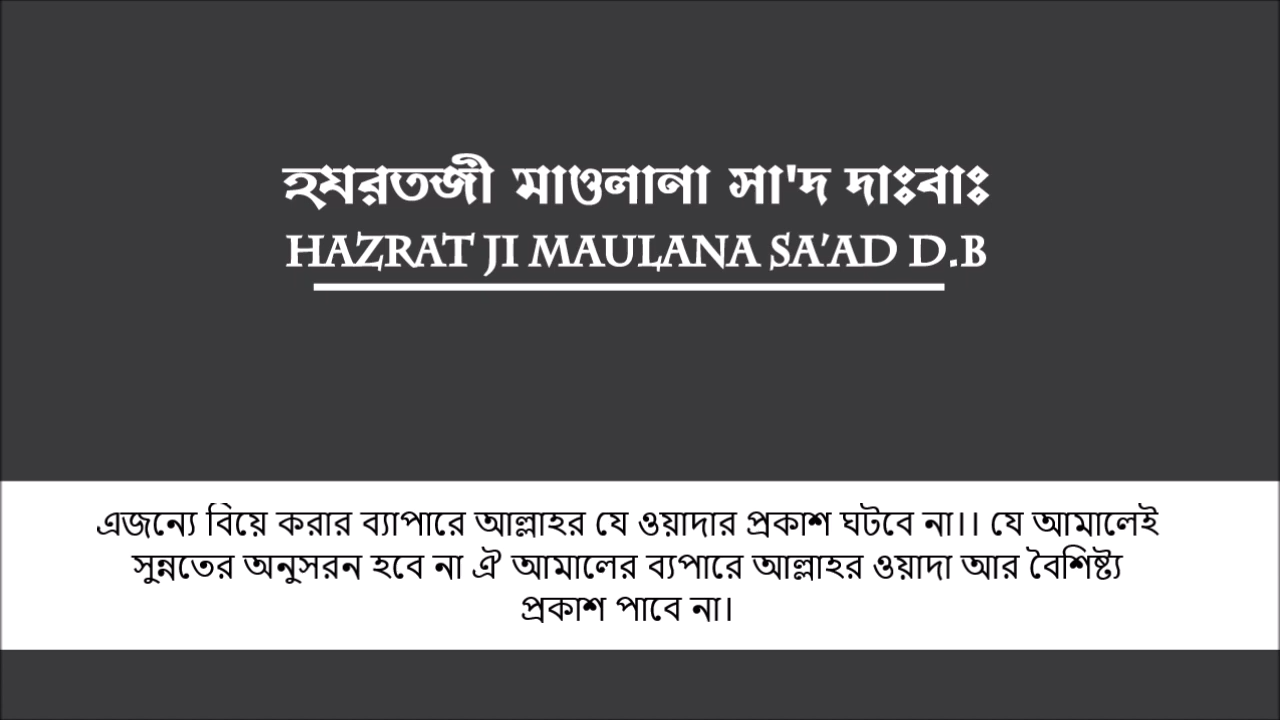 হযরতজী মাওলানা সা'দ দাঃবাঃ
HAZRAT JI MAULANA SA'AD D.B
এজন্যে বিয়ে করার ব্যাপারে আল্লাহর যে ওয়াদার প্রকাশ ঘটবে না।। যে আমালেই
সুন্নতের অনুসরন হবে না ঐ আমালের ব্যপারে আল্লাহর ওয়াদা আর বৈশিষ্ট্য
প্রকাশ পাবে না।